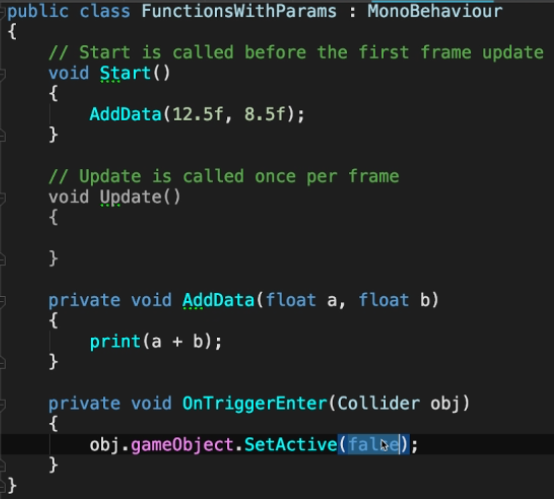 public class FunctionsWithParams : MonoBehaviour
{
// Start is called before the first frame update
void Start()
{
AddData(12.5f, 8.5f);
}
// Update is called once per frame
void Update()
{
}
private void AddData(float a, float b)
{
print(a + b);
}
private void OnTriggerEnter(Collider obj)
{
obj.gameObject.SetActive(false);
}
}